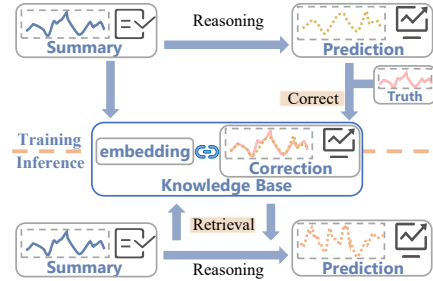 Reasoning
Summary
Prediction
Correct
Truth
Training
Inference
embedding
Correction
Knowledge Base
Retrieval
Summary
Reasoning
Prediction